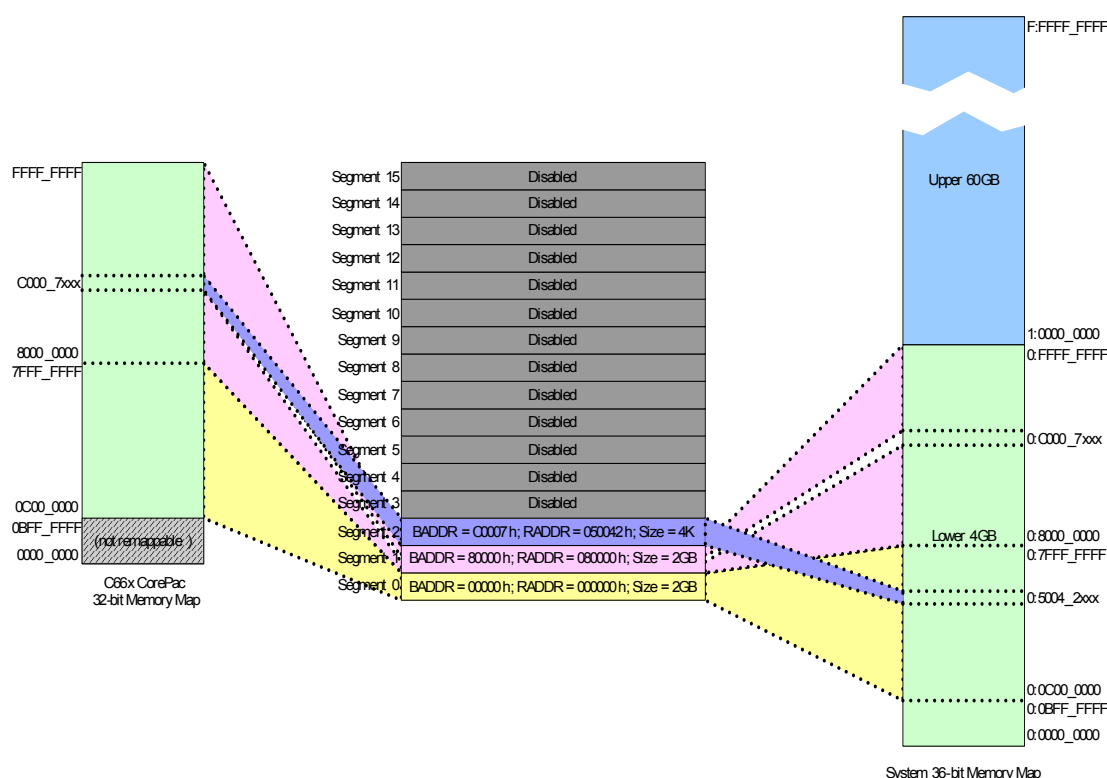 F:FFFF_FFFF
Upper 60GB
1:0000_0000
0:FFFF_FFFF
0:C000_7xxx
Lower 4GB
0:8000_0000
0:7FFF_FFFF
0:5004_2xxx
0:0C00_0000
0:0BFF_FFFF
0:0000_0000
System 36-bit Memory Map
FFFF_FFFF
C000_7xxx
8000_0000
7FFF_FFFF
0C00_0000
0BFF_FFFF
0000_0000
(not remappable )
C66x CorePac
32-bit Memory Map
Segment 15 Disabled
Segment 14 Disabled
Segment 13 Disabled
Segment 12 Disabled
Segment 11 Disabled
Segment 10 Disabled
Segment 9 Disabled
Segment 8 Disabled
Segment 7 Disabled
Segment 6 Disabled
Segment 5 Disabled
Segment 4 Disabled
Segment 3 Disabled
Segment 2 BADDR = C0007 h; RADDR = 050042 h; Size = 4K
Segment 1 BADDR = 80000 h; RADDR = 080000 h; Size = 2GB
Segment 0 BADDR = 00000 h; RADDR = 000000 h; Size = 2GB